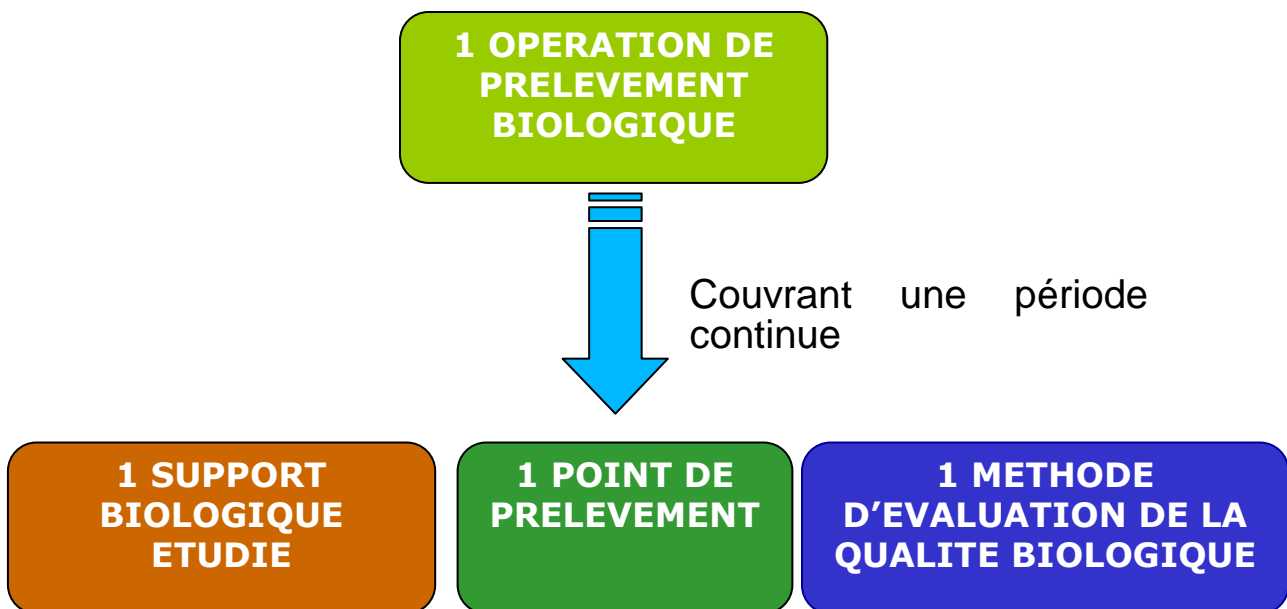 1 OPERATION DE
PRELEVEMENT
BIOLOGIQUE
Couvrant une période
continue
1 SUPPORT
BIOLOGIQUE
ETUDIE
1 POINT DE
PRELEVEMENT
1 METHODE
D’EVALUATION DE LA
QUALITE BIOLOGIQUE